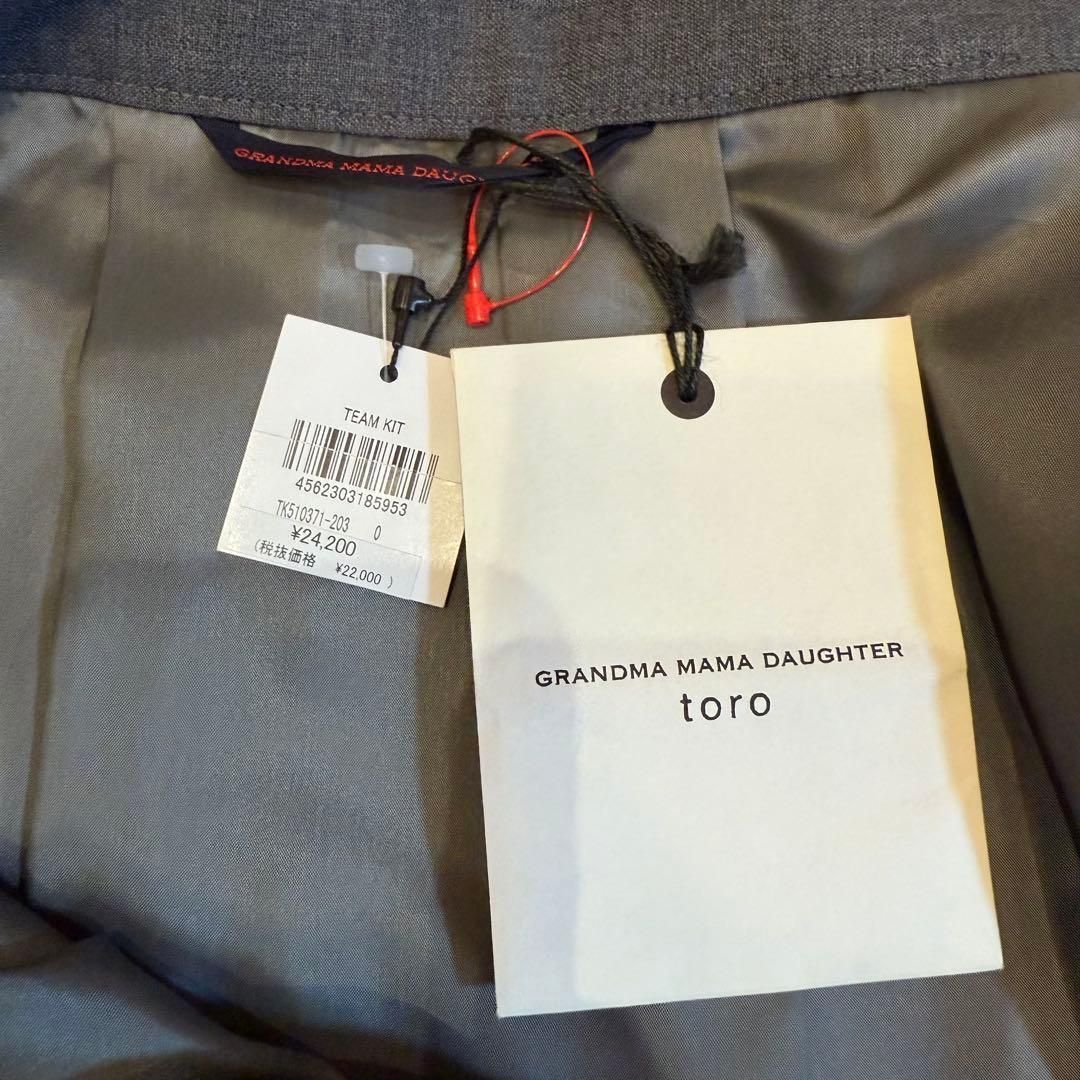 GRANDMA MAMA DAUG
TEAM KIT
4562303185953
TK510371-203 0
¥24,200
(税抜価格 ¥22,000 )
GRANDMA MAMA DAUGHTER
toro